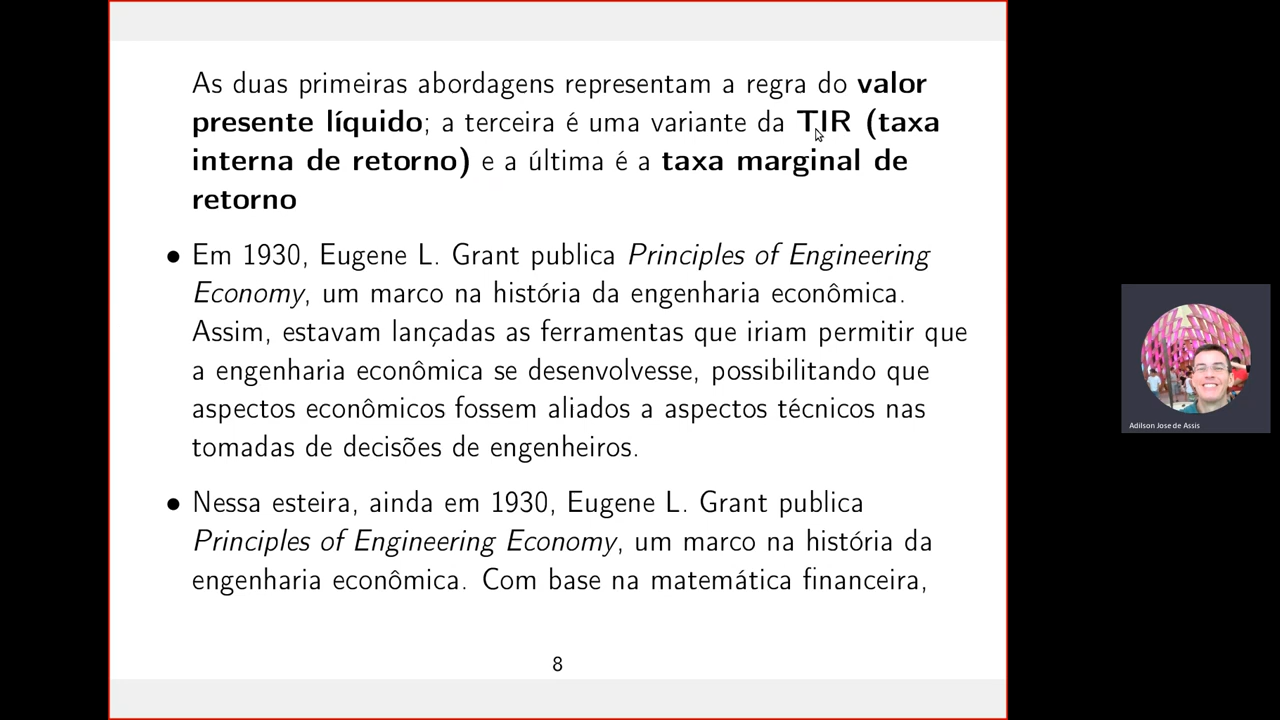 As duas primeiras abordagens representam a regra do valor
presente líquido; a terceira é uma variante da TIR (taxa
interna de retorno) e a última é a taxa marginal de
retorno
• Em 1930, Eugene L. Grant publica Principles of Engineering
Economy, um marco na história da engenharia econômica.
Assim, estavam lançadas as ferramentas que iriam permitir que
a engenharia econômica se desenvolvesse, possibilitando que
aspectos econômicos fossem aliados a aspectos técnicos nas
tomadas de decisões de engenheiros.
• Nessa esteira, ainda em 1930, Eugene L. Grant publica
Principles of Engineering Economy, um marco na história da
engenharia econômica. Com base na matemática financeira,
8
Adilson Jose de Assis